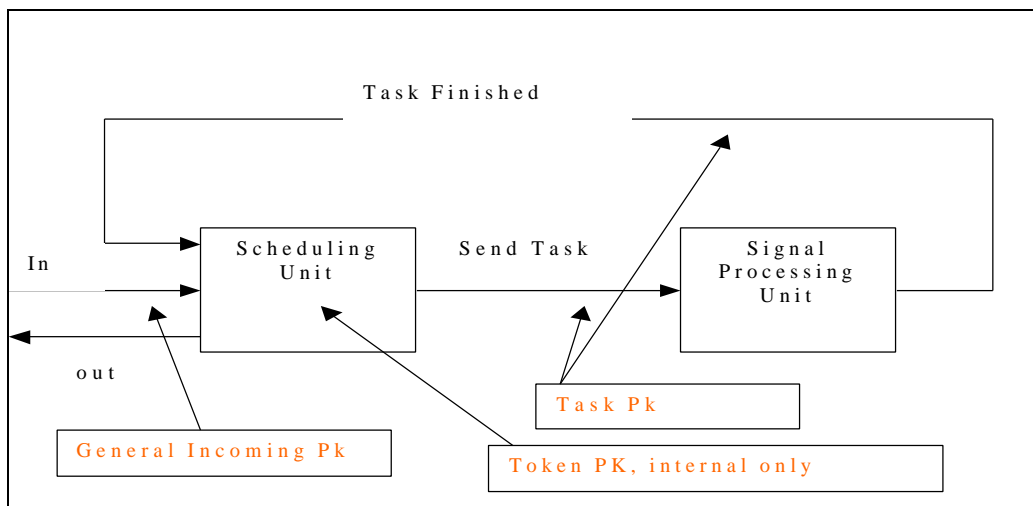 Task Finished
In
Scheduling
Unit
Send Task
Signal
Processing
Unit
out
Task Pk
General Incoming Pk
Token PK, internal only